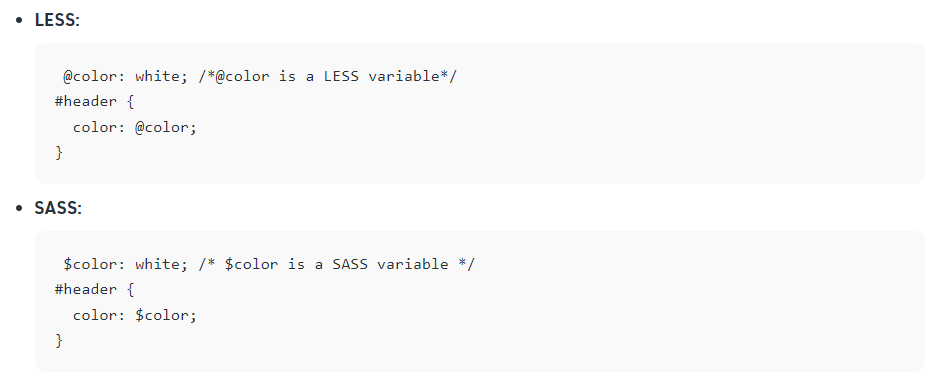 • LESS:
@color: white; /*@color is a LESS variable*/
#header {
  color: @color;
}
• SASS:
$color: white; /* $color is a SASS variable */
#header {
  color: $color;
}